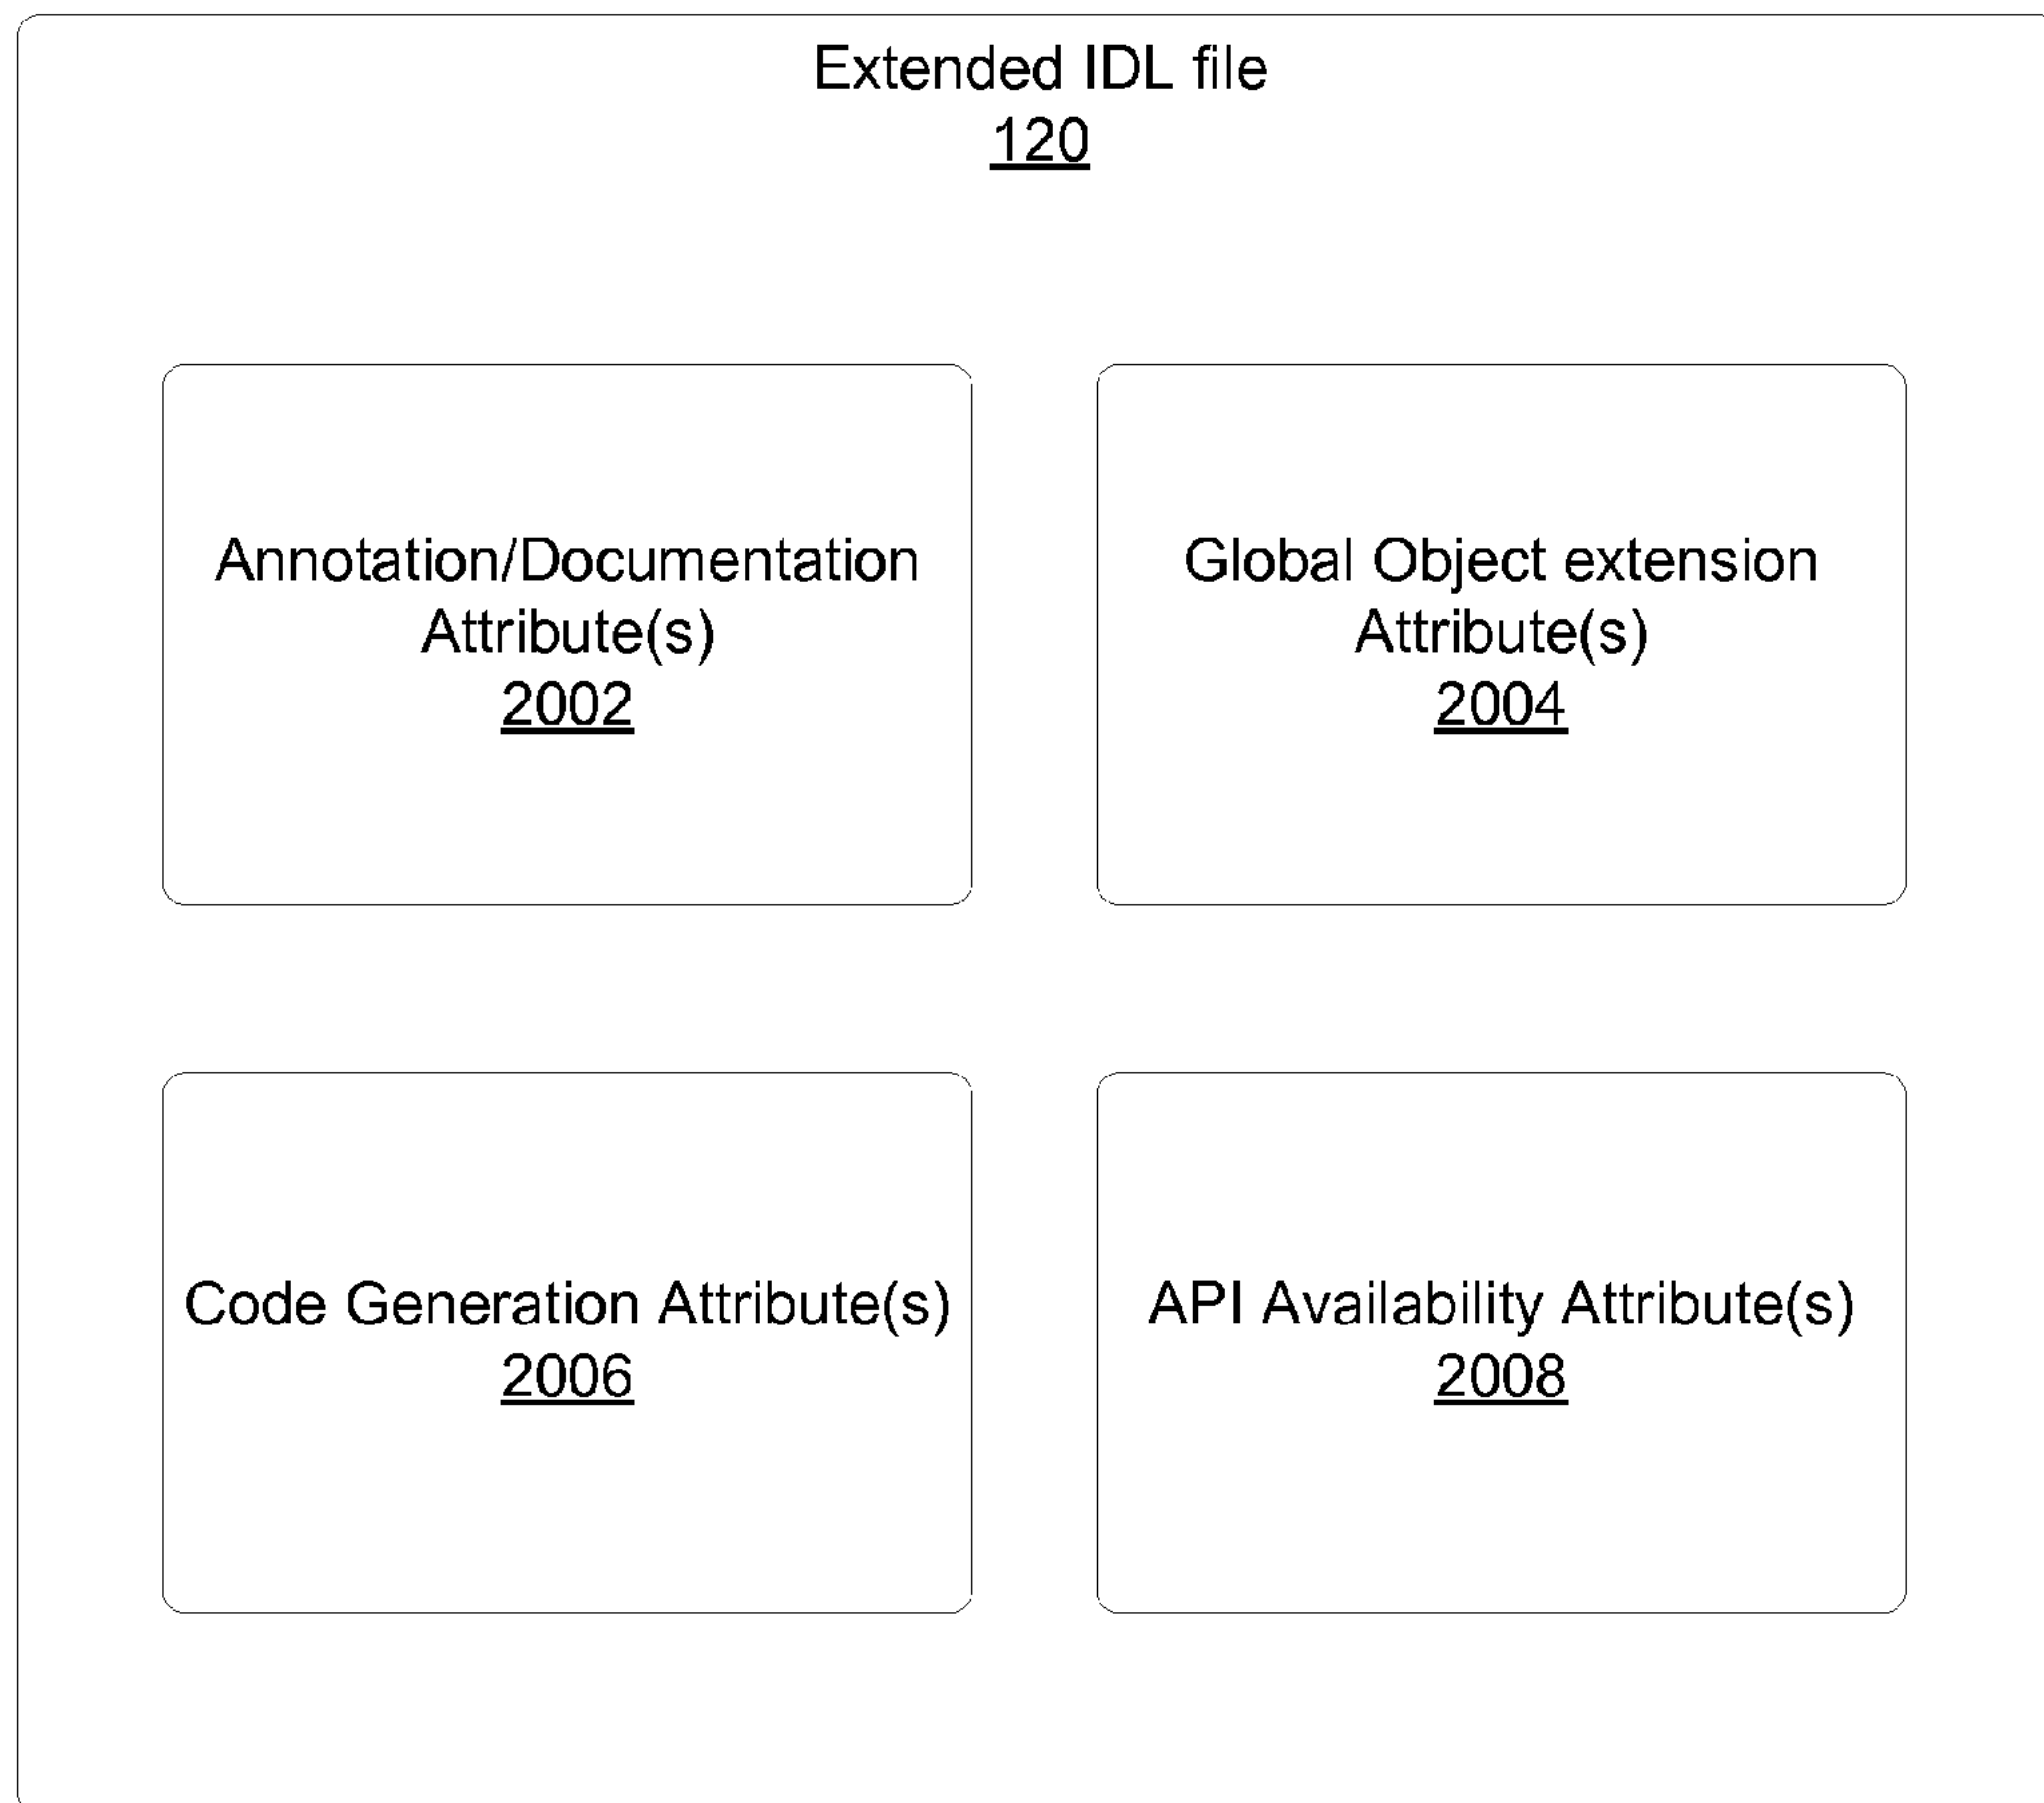 Extended IDL file
120
Annotation/Documentation
Attribute(s)
2002
Global Object extension
Attribute(s)
2004
Code Generation Attribute(s)
2006
API Availability Attribute(s)
2008